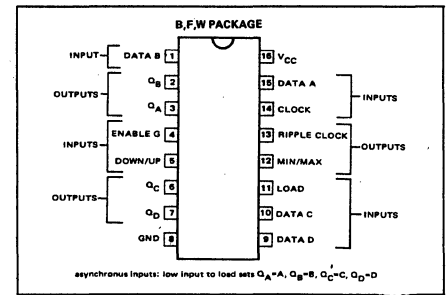 B,F,W PACKAGE
INPUT DATA B 1 16 VCC
OUTPUTS QB 2 15 DATA A INPUTS
QA 3 14 CLOCK
INPUTS ENABLE G 4 13 RIPPLE CLOCK OUTPUTS
DOWN/UP 5 12 MIN/MAX
OUTPUTS QC 6 11 LOAD INPUTS
QD 7 10 DATA C
GND 8 9 DATA D
asynchronus inputs: low input to load sets QA=A, QB=B, QC=C, QD=D